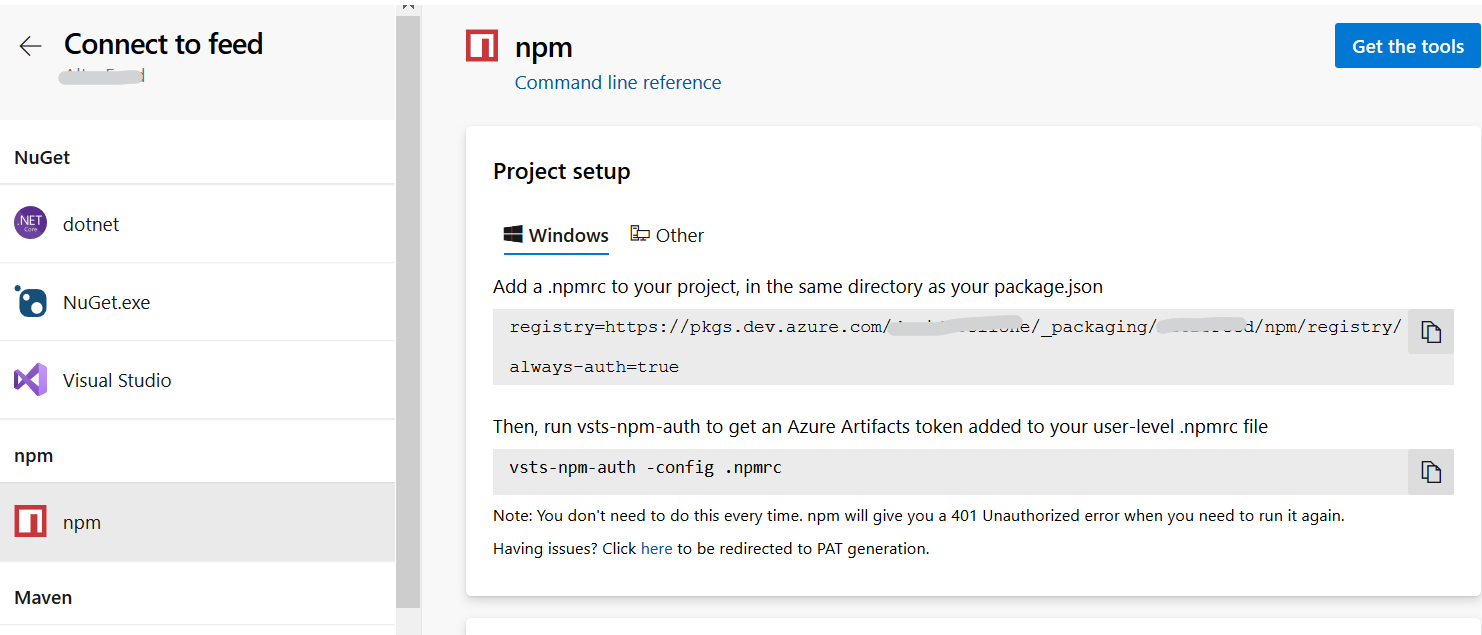 Connect to feed
NuGet
.NET
Core
dotnet
NuGet.exe
Visual Studio
npm
npm
Maven
npm
Command line reference
Get the tools
Project setup
Windows
Other
Add a .npmrc to your project, in the same directory as your package.json
registry=https://pkgs.dev.azure.com/ /_packaging/ /npm/registry/
always-auth=true
Then, run vsts-npm-auth to get an Azure Artifacts token added to your user-level .npmrc file
vsts-npm-auth -config .npmrc
Note: You don't need to do this every time. npm will give you a 401 Unauthorized error when you need to run it again.
Having issues? Click here to be redirected to PAT generation.